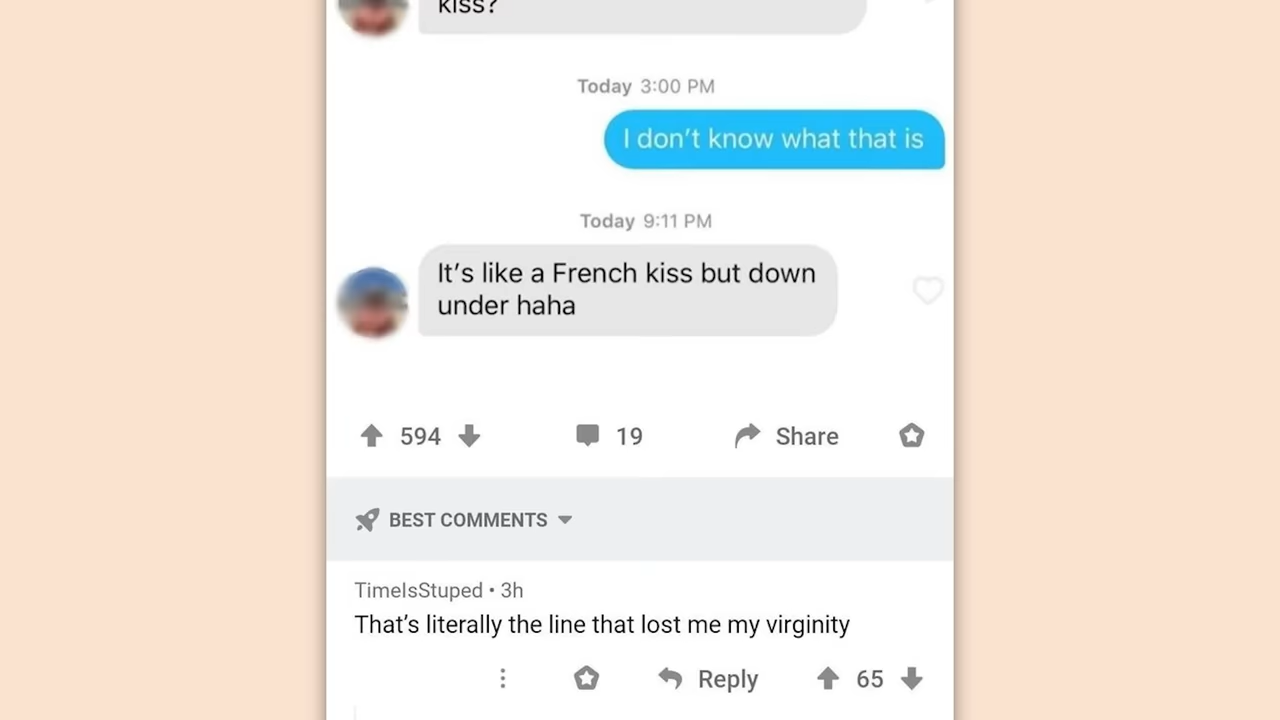 kiss?
Today 3:00 PM
I don't know what that is
Today 9:11 PM
It's like a French kiss but down
under haha
594
19
Share
BEST COMMENTS
TimeIsStuped • 3h
That's literally the line that lost me my virginity
Reply
65